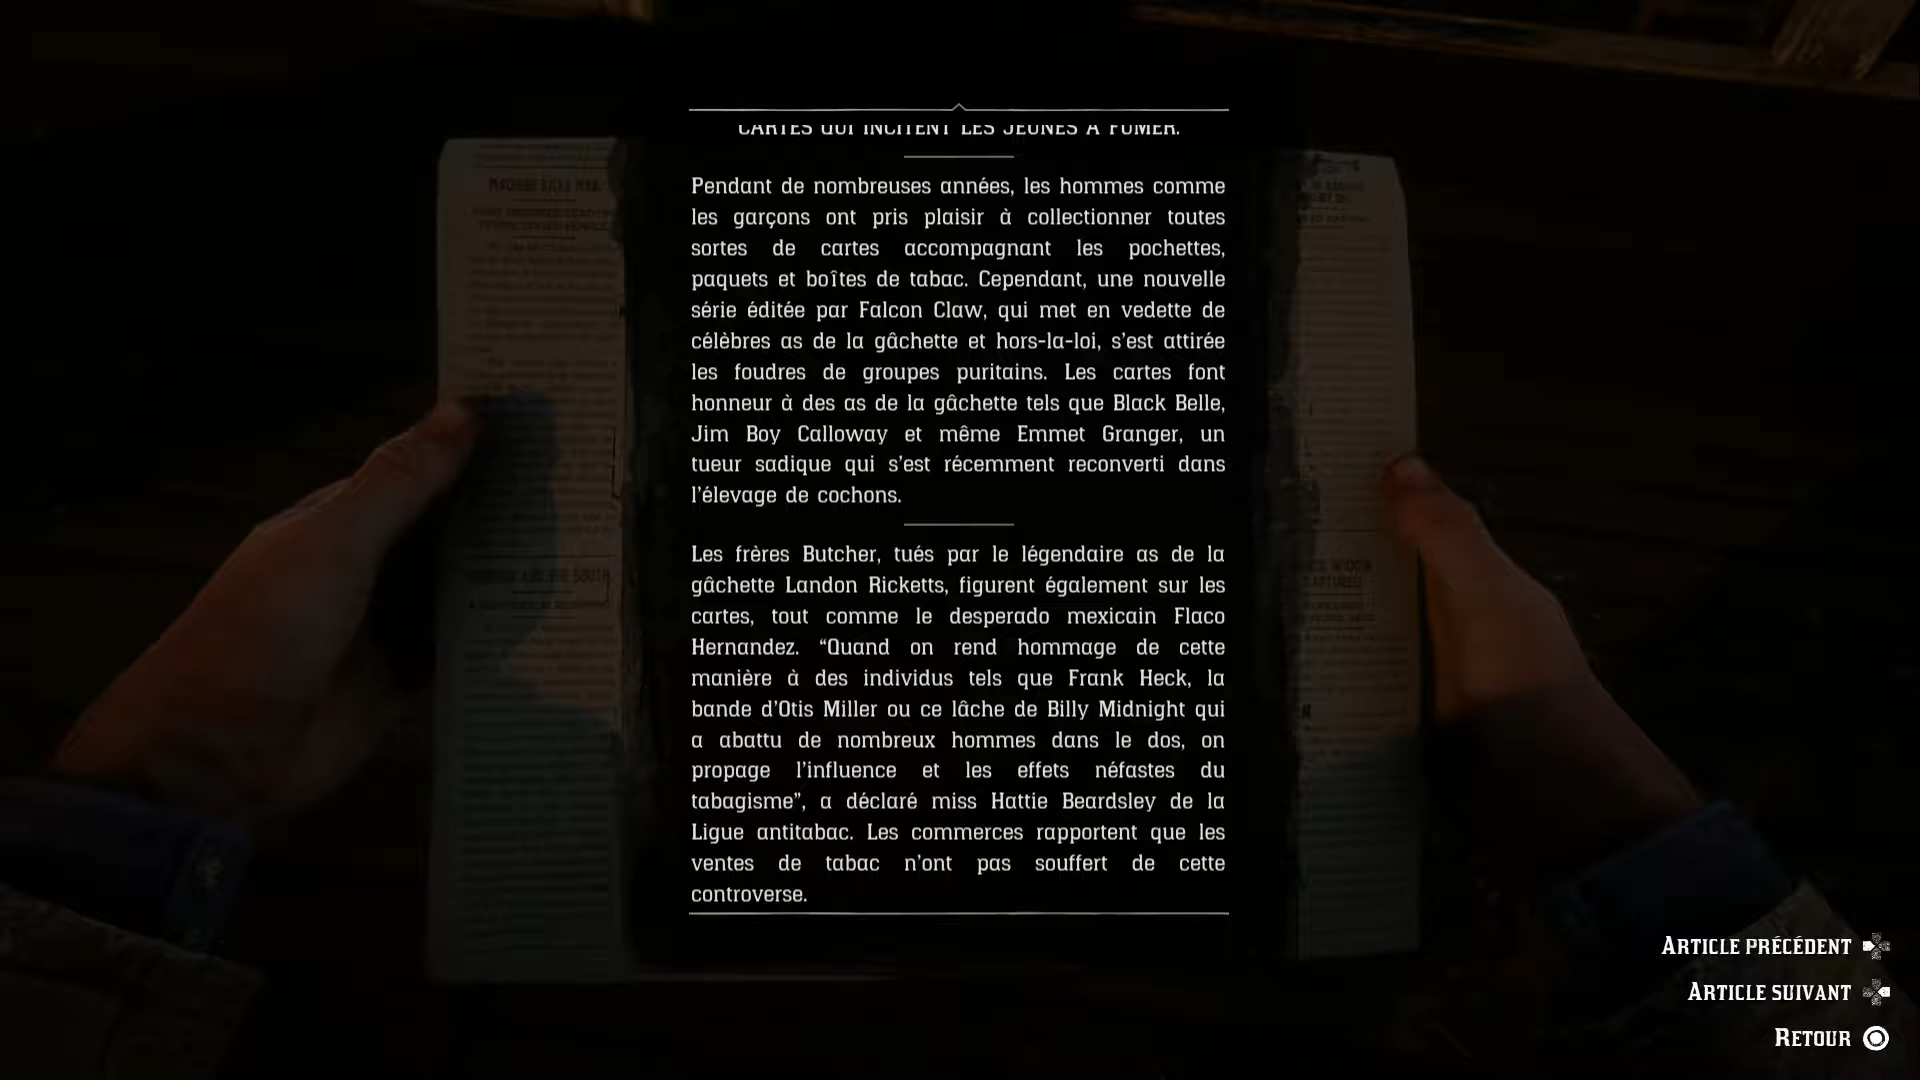 CARTES QUI INCITENT LES JEUNES À FUMER.
Pendant de nombreuses années, les hommes comme
les garçons ont pris plaisir à collectionner toutes
sortes de cartes accompagnant les pochettes,
paquets et boîtes de tabac. Cependant, une nouvelle
série éditée par Falcon Claw, qui met en vedette de
célèbres as de la gâchette et hors-la-loi, s'est attirée
les foudres de groupes puritains. Les cartes font
honneur à des as de la gâchette tels que Black Belle,
Jim Boy Calloway et même Emmet Granger, un
tueur sadique qui s'est récemment reconverti dans
l'élevage de cochons.
Les frères Butcher, tués par le légendaire as de la
gâchette Landon Ricketts, figurent également sur les
cartes, tout comme le desperado mexicain Flaco
Hernandez. “Quand on rend hommage de cette
manière à des individus tels que Frank Heck, la
bande d'Otis Miller ou ce lâche de Billy Midnight qui
a abattu de nombreux hommes dans le dos, on
propage l'influence et les effets néfastes du
tabagisme”, a déclaré miss Hattie Beardsley de la
Ligue antitabac. Les commerces rapportent que les
ventes de tabac n'ont pas souffert de cette
controverse.
ARTICLE PRÉCÉDENT
ARTICLE SUIVANT
RETOUR